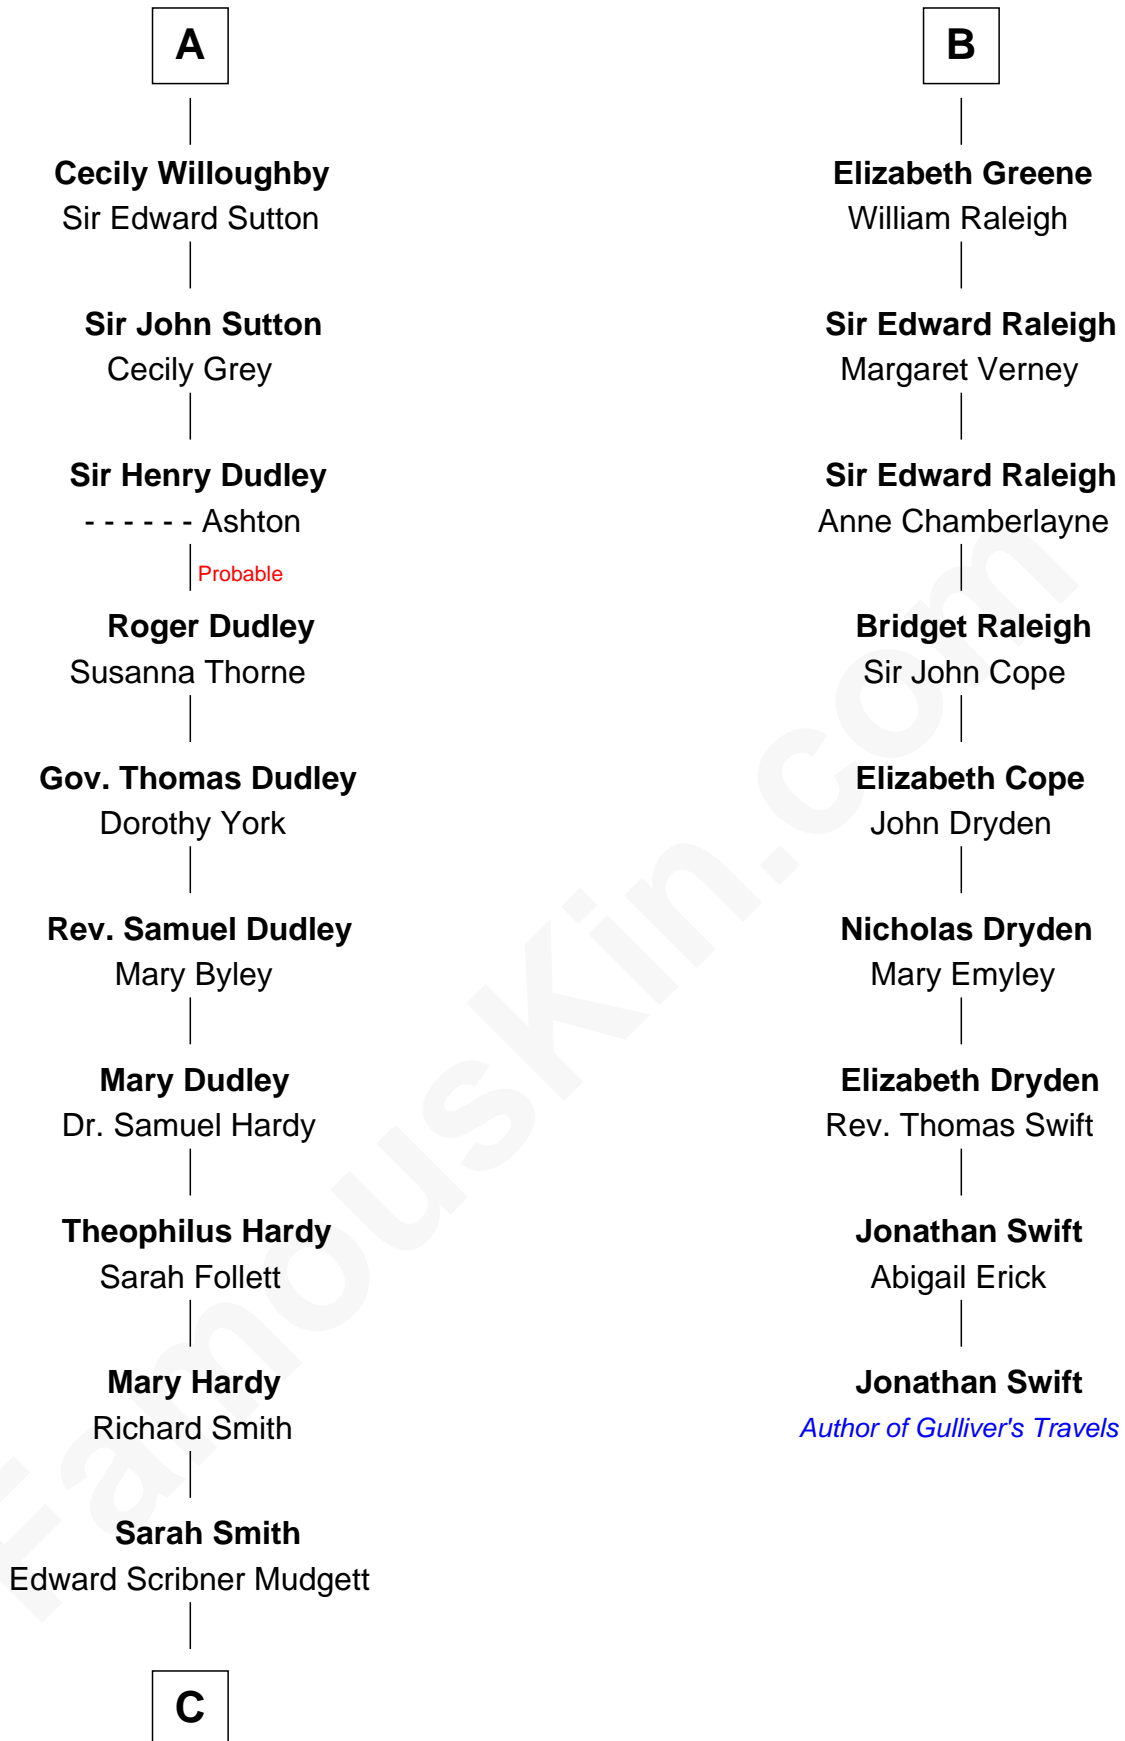 A
Cecily Willoughby
Sir Edward Sutton
Sir John Sutton
Cecily Grey
Sir Henry Dudley
- - - - - - Ashton
Probable
Roger Dudley
Susanna Thorne
Gov. Thomas Dudley
Dorothy York
Rev. Samuel Dudley
Mary Byley
Mary Dudley
Dr. Samuel Hardy
Theophilus Hardy
Sarah Follett
Mary Hardy
Richard Smith
Sarah Smith
Edward Scribner Mudgett
C
B
Elizabeth Greene
William Raleigh
Sir Edward Raleigh
Margaret Verney
Sir Edward Raleigh
Anne Chamberlayne
Bridget Raleigh
Sir John Cope
Elizabeth Cope
John Dryden
Nicholas Dryden
Mary Emyley
Elizabeth Dryden
Rev. Thomas Swift
Jonathan Swift
Abigail Erick
Jonathan Swift
Author of Gulliver's Travels
FamousKin.com